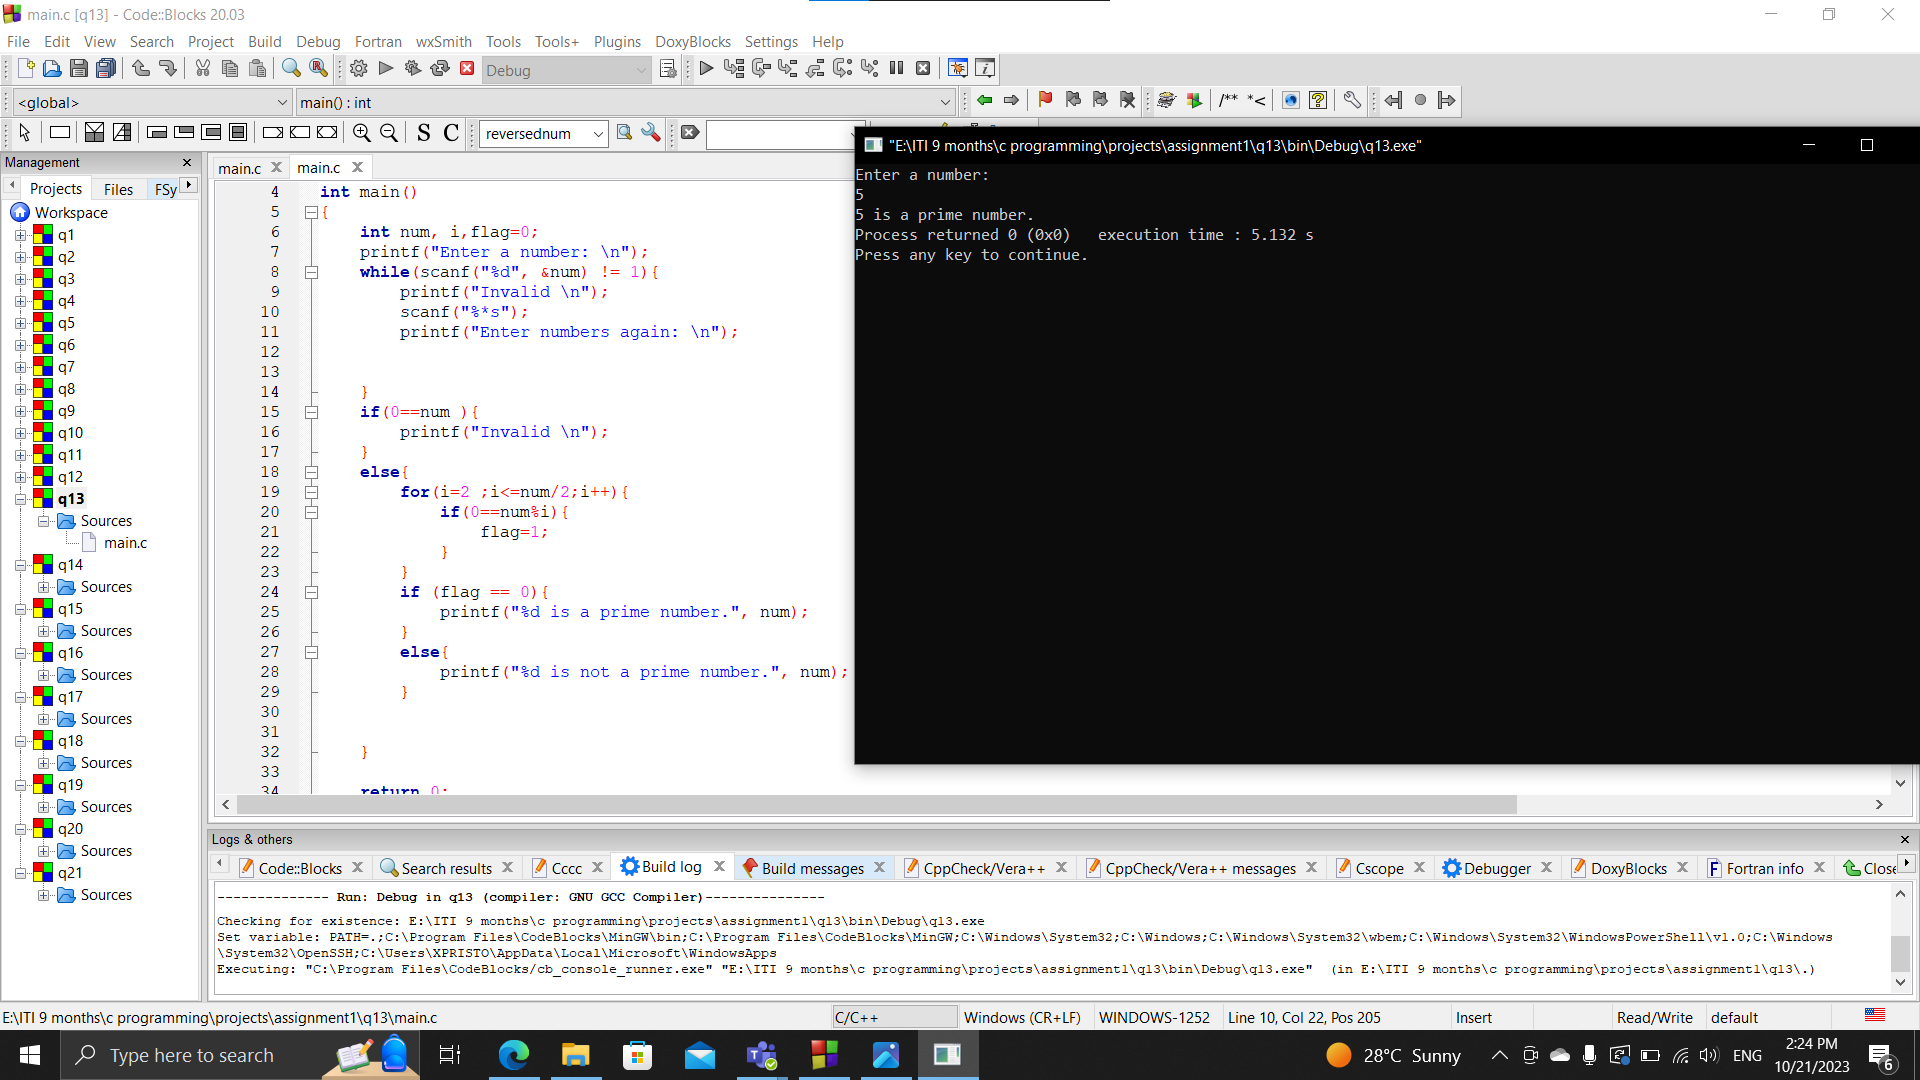 main.c [q13] - Code::Blocks 20.03
File Edit View Search Project Build Debug Fortran wxSmith Tools Tools+ Plugins DoxyBlocks Settings Help
Debug
<global> main() : int
/** *<
S C reversednum
Management
Projects Files FSy
Workspace
q1
q2
q3
q4
q5
q6
q7
q8
q9
q10
q11
q12
q13
Sources
main.c
q14
Sources
q15
Sources
q16
Sources
q17
Sources
q18
Sources
q19
Sources
q20
Sources
q21
Sources
main.c main.c
4 int main()
5 {
6 int num, i,flag=0;
7 printf("Enter a number: \n");
8 while(scanf("%d", &num) != 1){
9 printf("Invalid \n");
10 scanf("%*s");
11 printf("Enter numbers again: \n");
12
13
14 }
15 if(0==num ){
16 printf("Invalid \n");
17 }
18 else{
19 for(i=2 ;i<=num/2;i++){
20 if(0==num%i){
21 flag=1;
22 }
23 }
24 if (flag == 0){
25 printf("%d is a prime number.", num);
26 }
27 else{
28 printf("%d is not a prime number.", num);
29 }
30
31
32 }
33
34 return 0;
"E:\ITI 9 months\c programming\projects\assignment1\q13\bin\Debug\q13.exe"
Enter a number:
5
5 is a prime number.
Process returned 0 (0x0)   execution time : 5.132 s
Press any key to continue.
Logs & others
Code::Blocks Search results Cccc Build log Build messages CppCheck/Vera++ CppCheck/Vera++ messages Cscope Debugger DoxyBlocks Fortran info Close
-------------- Run: Debug in q13 (compiler: GNU GCC Compiler)---------------
Checking for existence: E:\ITI 9 months\c programming\projects\assignment1\q13\bin\Debug\q13.exe
Set variable: PATH=.;C:\Program Files\CodeBlocks\MinGW\bin;C:\Program Files\CodeBlocks\MinGW;C:\Windows\System32;C:\Windows;C:\Windows\System32\wbem;C:\Windows\System32\WindowsPowerShell\v1.0;C:\Windows
\System32\OpenSSH;C:\Users\XPRISTO\AppData\Local\Microsoft\WindowsApps
Executing: "C:\Program Files\CodeBlocks/cb_console_runner.exe" "E:\ITI 9 months\c programming\projects\assignment1\q13\bin\Debug\q13.exe"  (in E:\ITI 9 months\c programming\projects\assignment1\q13\.)
E:\ITI 9 months\c programming\projects\assignment1\q13\main.c C/C++ Windows (CR+LF) WINDOWS-1252 Line 10, Col 22, Pos 205 Insert Read/Write default
Type here to search
28°C Sunny
ENG
2:24 PM
10/21/2023
6